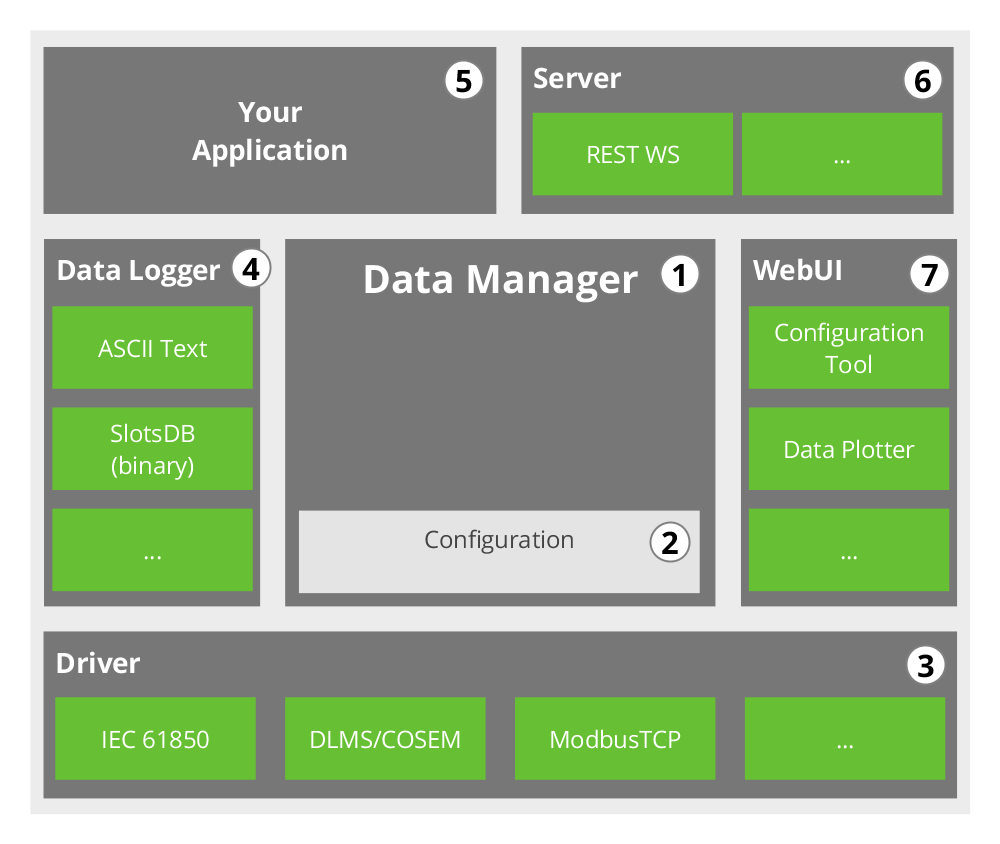 Your
Application
5
Server
6
REST WS
...
Data Logger
4
ASCII Text
SlotsDB
(binary)
...
Data Manager
1
Configuration
2
WebUI
7
Configuration
Tool
Data Plotter
...
Driver
3
IEC 61850
DLMS/COSEM
ModbusTCP
...